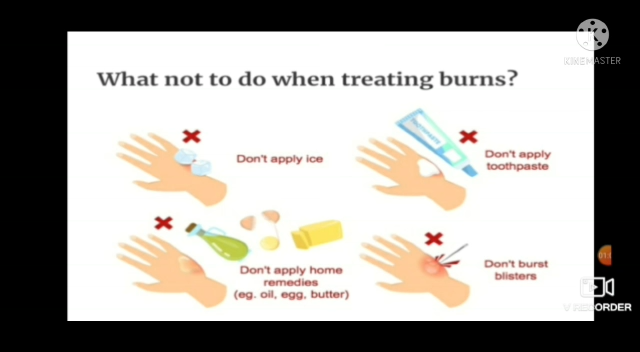 What not to do when treating burns?
KINEMASTER
Don't apply ice
Toothpaste
Don't apply
toothpaste
Don't apply home
remedies
(eg. oil, egg, butter)
Don't burst
blisters
V RECORDER